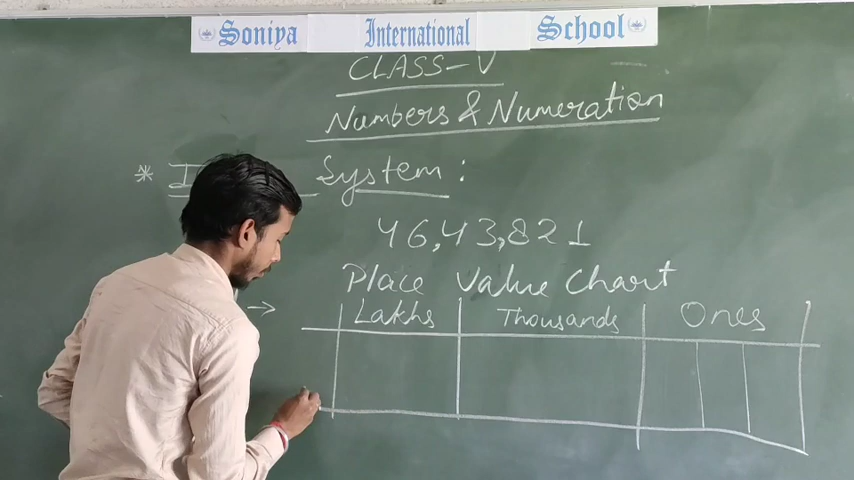 Soniya International School
CLASS-V
Numbers & Numeration
* I System :
46,43,821
Place Value Chart
→ Lakhs Thousands Ones